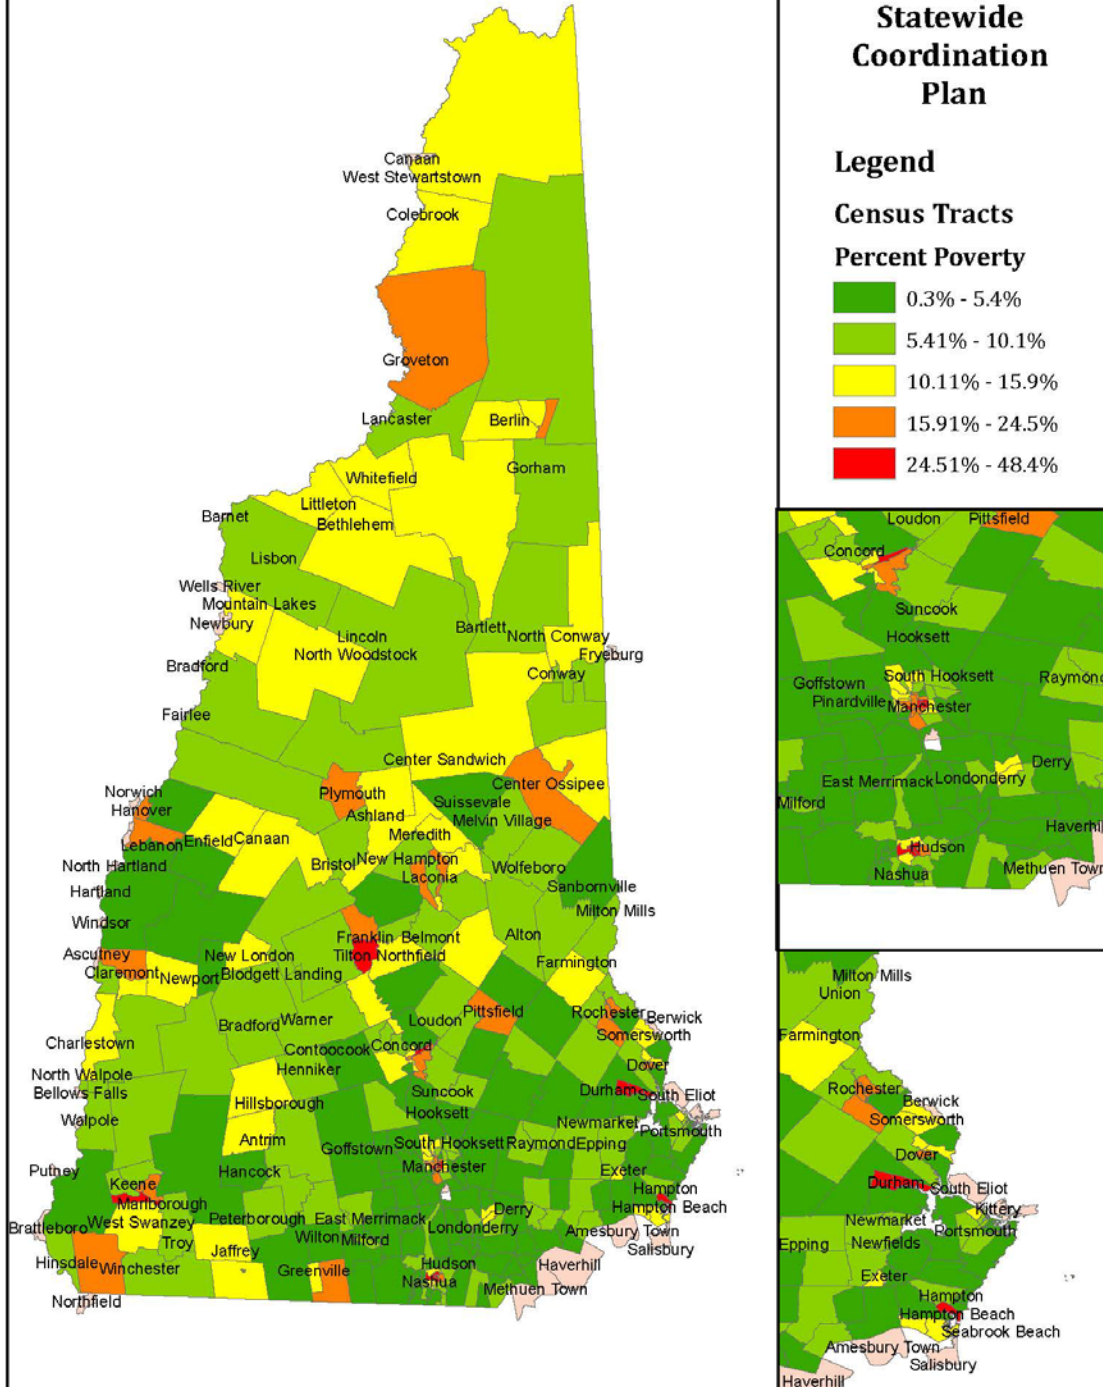 Statewide
Coordination
Plan
Legend
Census Tracts
Percent Poverty
0.3% - 5.4%
5.41% - 10.1%
10.11% - 15.9%
15.91% - 24.5%
24.51% - 48.4%
Canaan
West Stewartstown
Colebrook
Groveton
Lancaster
Berlin
Gorham
Whitefield
Littleton
Bethlehem
Barnet
Lisbon
Wells River
Mountain Lakes
Newbury
Lincoln
North Woodstock
Bartlett
North Conway
Fryeburg
Bradford
Conway
Fairlee
Center Sandwich
Center Ossipee
Norwich
Hanover
Plymouth
Ashland
Suissevale
Melvin Village
Lebanon
Enfield
Canaan
Meredith
North Hartland
Bristol
New Hampton
Laconia
Wolfeboro
Hartland
Sanbornville
Milton Mills
Windsor
Franklin
Belmont
Alton
Ascutney
Claremont
Newport
New London
Blodgett Landing
Tilton Northfield
Farmington
Charlestown
Bradford
Warner
Loudon
Pittsfield
Rochester
Berwick
Somersworth
Contoocook
Concord
Henniker
Dover
North Walpole
Bellows Falls
Hillsborough
Suncook
Hooksett
Durham
South Eliot
Walpole
Antrim
Goffstown
South Hooksett
Raymond
Epping
Newmarket
Portsmouth
Putney
Keene
Hancock
Manchester
Exeter
Marlborough
Hampton
Hampton Beach
Brattleboro
West Swanzey
Peterborough
East Merrimack
Derry
Londonderry
Troy
Wilton
Milford
Amesbury Town
Salisbury
Hinsdale
Winchester
Jaffrey
Greenville
Hudson
Nashua
Haverhill
Methuen Town
Northfield
Loudon
Pittsfield
Concord
Suncook
Hooksett
South Hooksett
Goffstown
Pinardville
Manchester
Raymond
East Merrimack
Londonderry
Derry
Milford
Haverhil
Hudson
Nashua
Methuen Town
Milton Mills
Union
Farmington
Rochester
Berwick
Somersworth
Dover
Durham
South Eliot
Kittery
Newmarket
Portsmouth
Epping
Newfields
Exeter
Hampton
Hampton Beach
Seabrook Beach
Amesbury Town
Salisbury
Haverhill